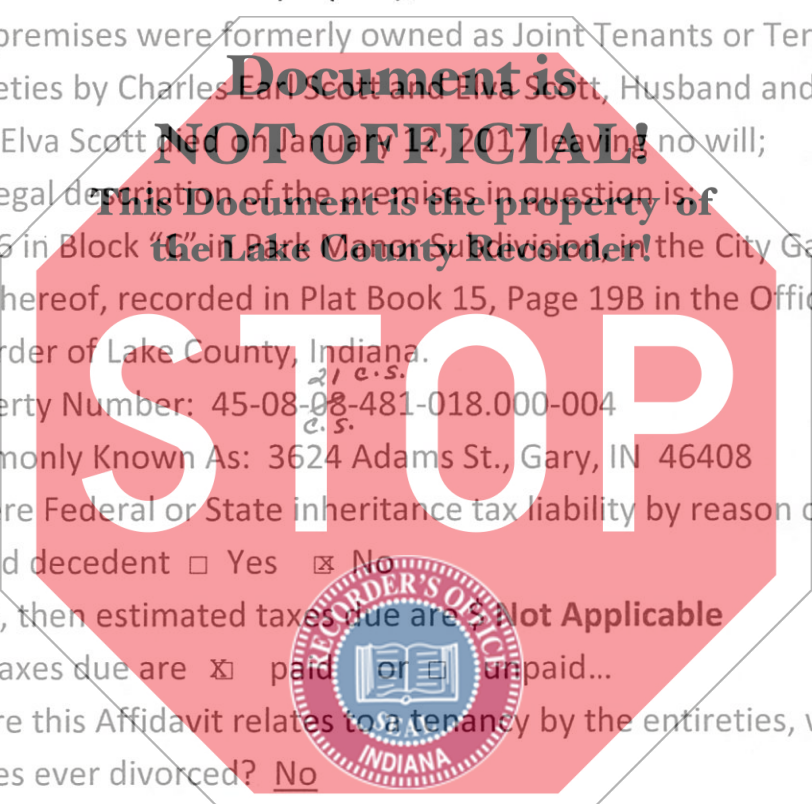 premises were formerly owned as Joint Tenants or Ter
eties by Charles Earl Scott and Elva Scott, Husband and
Document is
Elva Scott died on January 12, 2017 leaving no will;
NOT OFFICIAL!
egal description of the premises in question is:
This Document is the property of
6 in Block "C" in Park Manor Subdivision, in the City Ga
the Lake County Recorder!
hereof, recorded in Plat Book 15, Page 19B in the Offic
rder of Lake County, Indiana.
STOP
21 C.S.
erty Number: 45-08-08-481-018.000-004
C.S.
monly Known As: 3624 Adams St., Gary, IN 46408
re Federal or State inheritance tax liability by reason o
d decedent □ Yes ☒ No
, then estimated taxes due are $ Not Applicable
axes due are ☒ paid or □ unpaid...
re this Affidavit relates to a tenancy by the entireties, w
es ever divorced? No
RECORDER'S OFFICE
SEAL
INDIANA